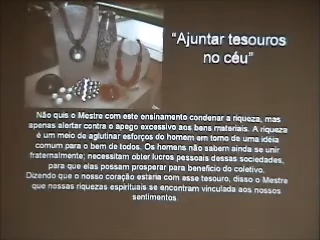 “Ajuntar tesouros
no céu”
Não quis o Mestre com este ensinamento condenar a riqueza, mas
apenas alertar contra o apego excessivo aos bens materiais. A riqueza
é um meio de aglutinar esforços do homem em torno de uma idéia
comum para o bem de todos. Os homens não sabem ainda se unir
fraternalmente; necessitam obter lucros pessoais dessas sociedades,
para que elas possam prosperar para benefício do coletivo.
Dizendo que o nosso coração estaria com esse tesouro, disso o Mestre
que nossas riquezas espirituais se encontram vinculada aos nossos
sentimentos.